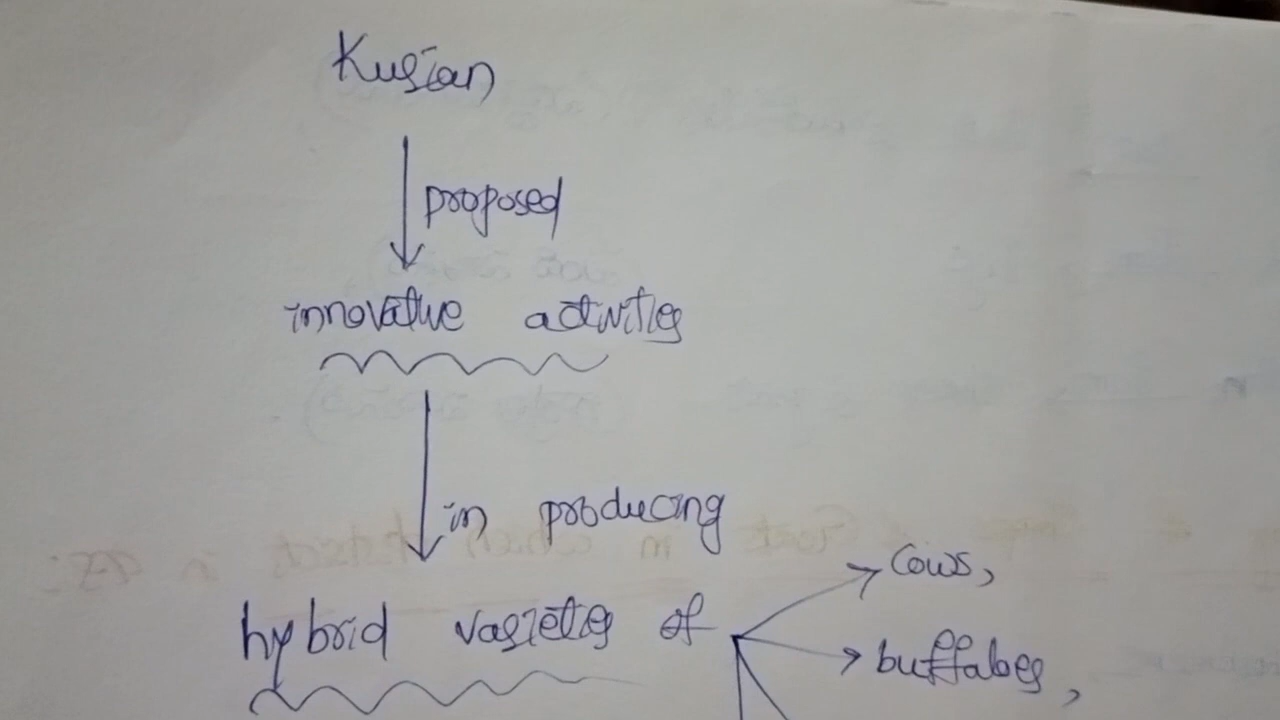 Kurian
proposed
innovative activities
in producing
hybrid varieties of
Cows,
buffaloes,